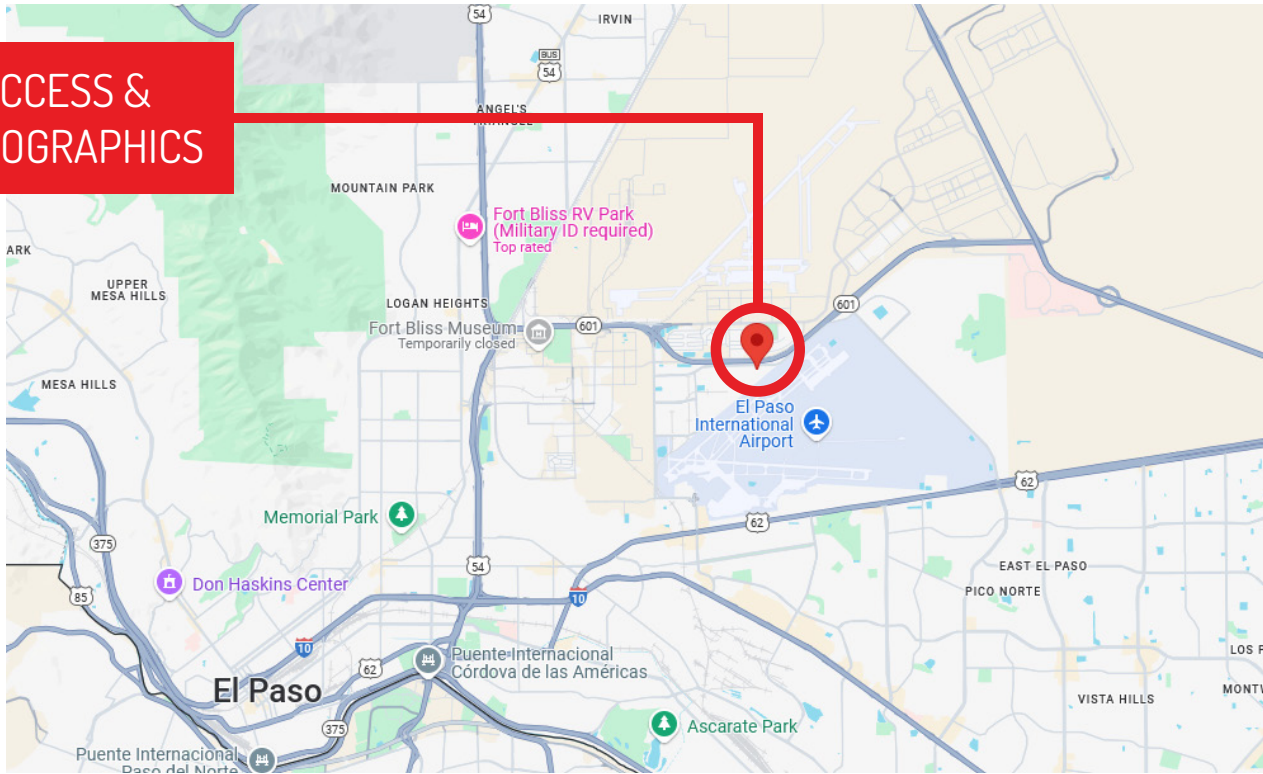 54
IRVIN
BUS
54
CCESS &
OGRAPHICS
ANGEL'S
MOUNTAIN PARK
Fort Bliss RV Park
(Military ID required)
Top rated
ARK
UPPER
MESA HILLS
LOGAN HEIGHTS
601
Fort Bliss Museum
Temporarily closed
601
MESA HILLS
El Paso
International
Airport
62
Memorial Park
62
375
54
EAST EL PASO
Don Haskins Center
PICO NORTE
85
10
10
Puente Internacional
Córdova de las Américas
62
LOS
El Paso
VISTA HILLS
MONT
375
Ascarate Park
Puente Internacional
Paso del Norte